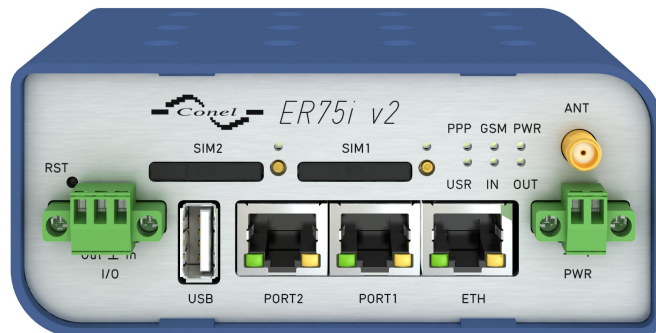 Conel ER75i v2
ANT
PPP GSM PWR
SIM2
SIM1
RST
USR IN OUT
Out ⊥ In
I/O
PWR
USB
PORT2
PORT1
ETH